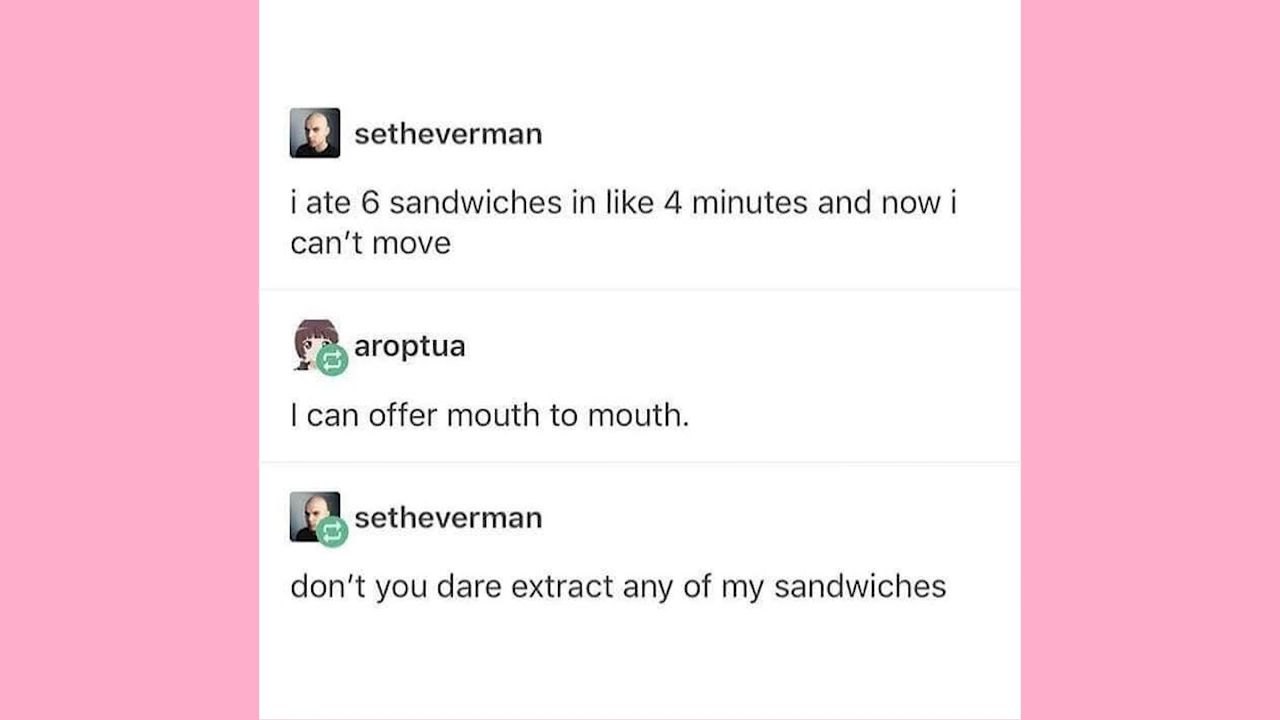 setheverman
i ate 6 sandwiches in like 4 minutes and now i
can’t move
aroptua
I can offer mouth to mouth.
setheverman
don’t you dare extract any of my sandwiches